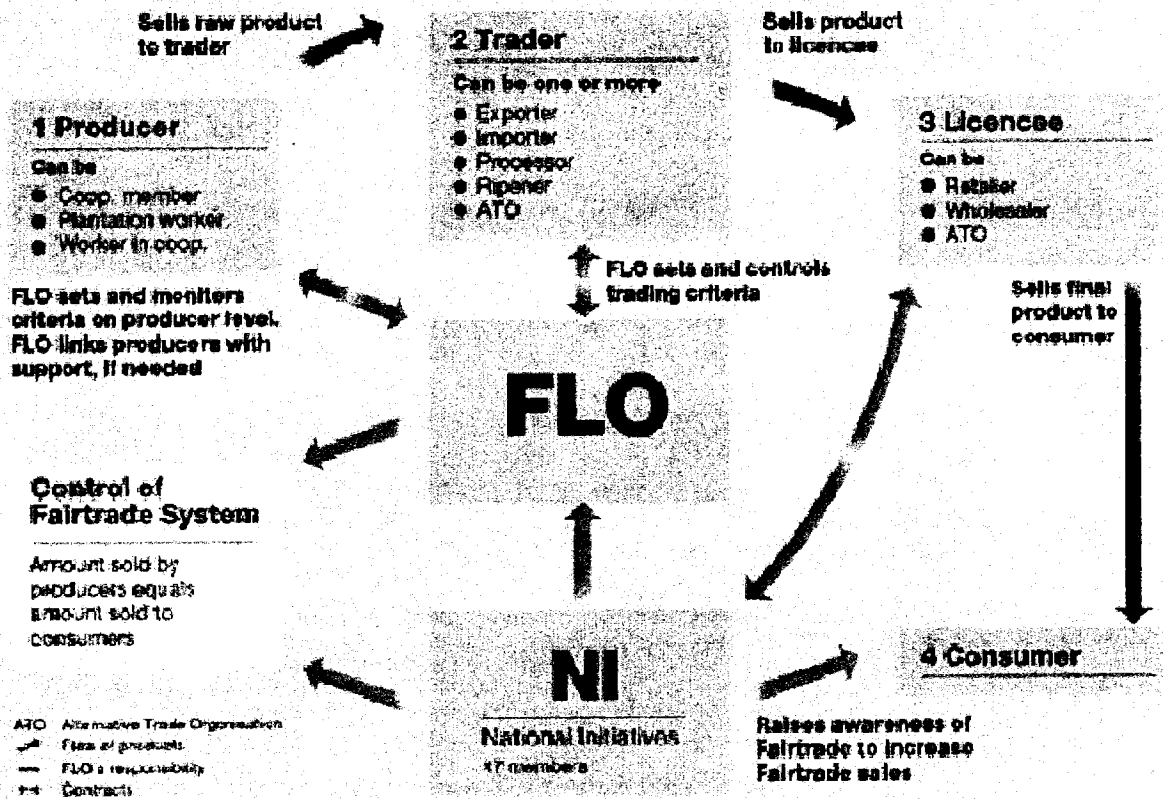 Sells raw product
to trader
2 Trader
Can be one or more
● Exporter
● Importer
● Processor
● Ripener
● ATO
Sells product
to licencee
1 Producer
Can be
● Coop. member
● Plantation worker
● Worker in coop.
3 Licencee
Can be
● Retailer
● Wholesaler
● ATO
FLO sets and moniters
criteria on producer level.
FLO links producers with
support, if needed
FLO sets and controls
trading criteria
Sells final
product to
consumer
FLO
Control of
Fairtrade System
Amount sold by
producers equals
amount sold to
consumers
NI
National Initiatives
17 members
4 Consumer
Raises awareness of
Fairtrade to increase
Fairtrade sales
ATO Alternative Trade Organisation
Flow of products
FLO's responsibility
Contracts